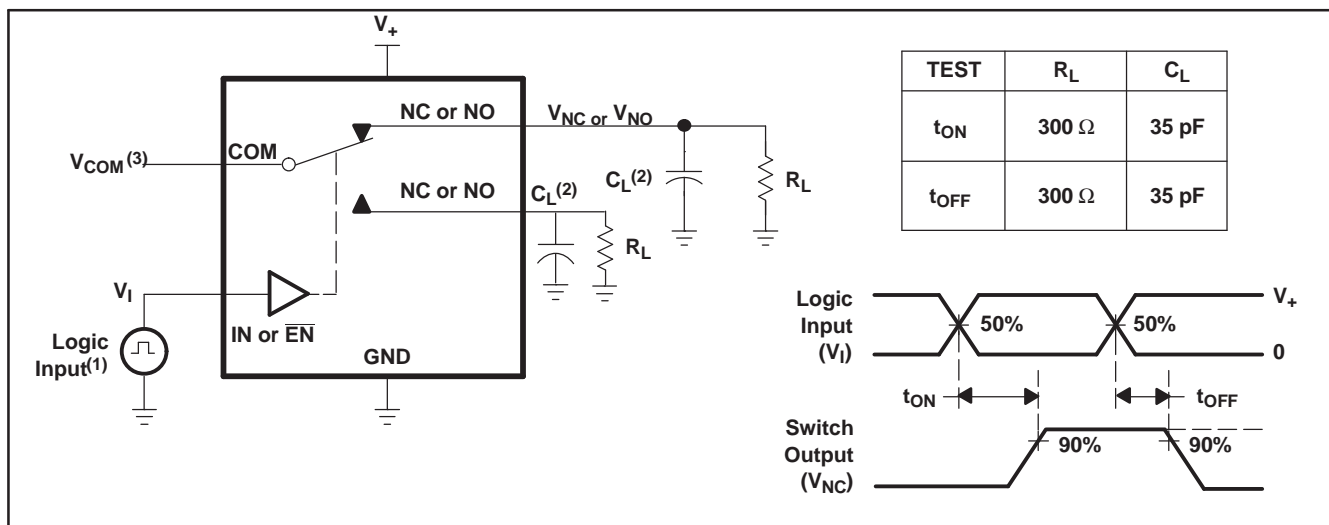 V+
NC or NO
VNC or VNO
VCOM(3)
COM
CL(2)
RL
NC or NO
CL(2)
RL
VI
IN or E̅N̅
Logic
Input(1)
GND
TEST RL CL
tON 300 Ω 35 pF
tOFF 300 Ω 35 pF
Logic
Input
(VI)
50%
50%
V+
0
tON
tOFF
Switch
Output
(VNC)
90%
90%